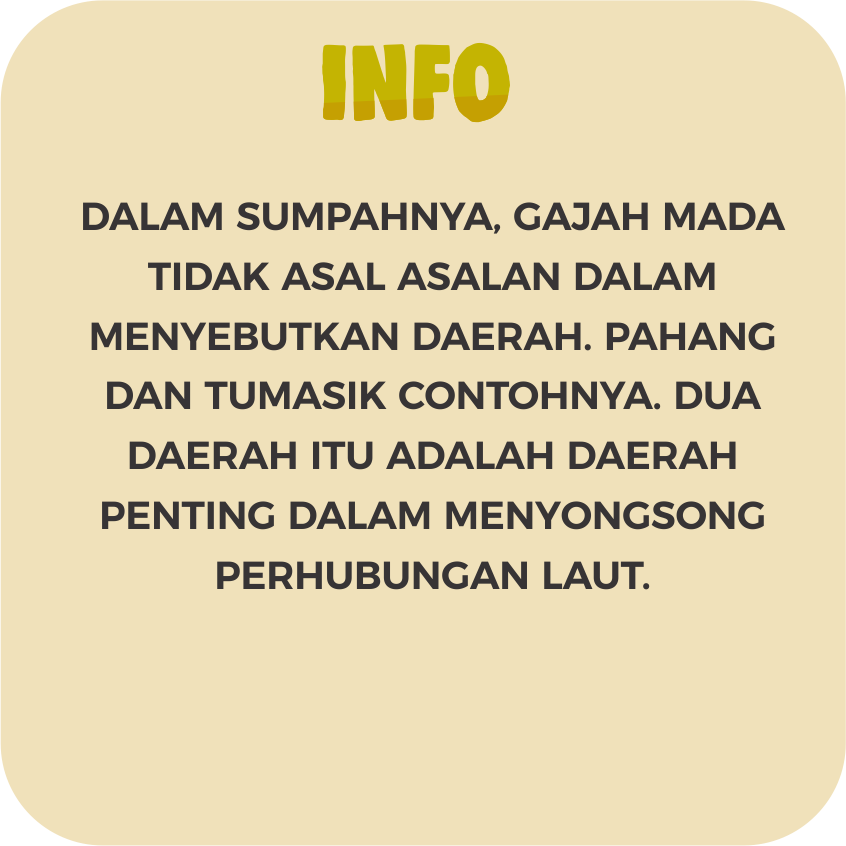 INFO
DALAM SUMPAHNYA, GAJAH MADA
TIDAK ASAL ASALAN DALAM
MENYEBUTKAN DAERAH. PAHANG
DAN TUMASIK CONTOHNYA. DUA
DAERAH ITU ADALAH DAERAH
PENTING DALAM MENYONGSONG
PERHUBUNGAN LAUT.